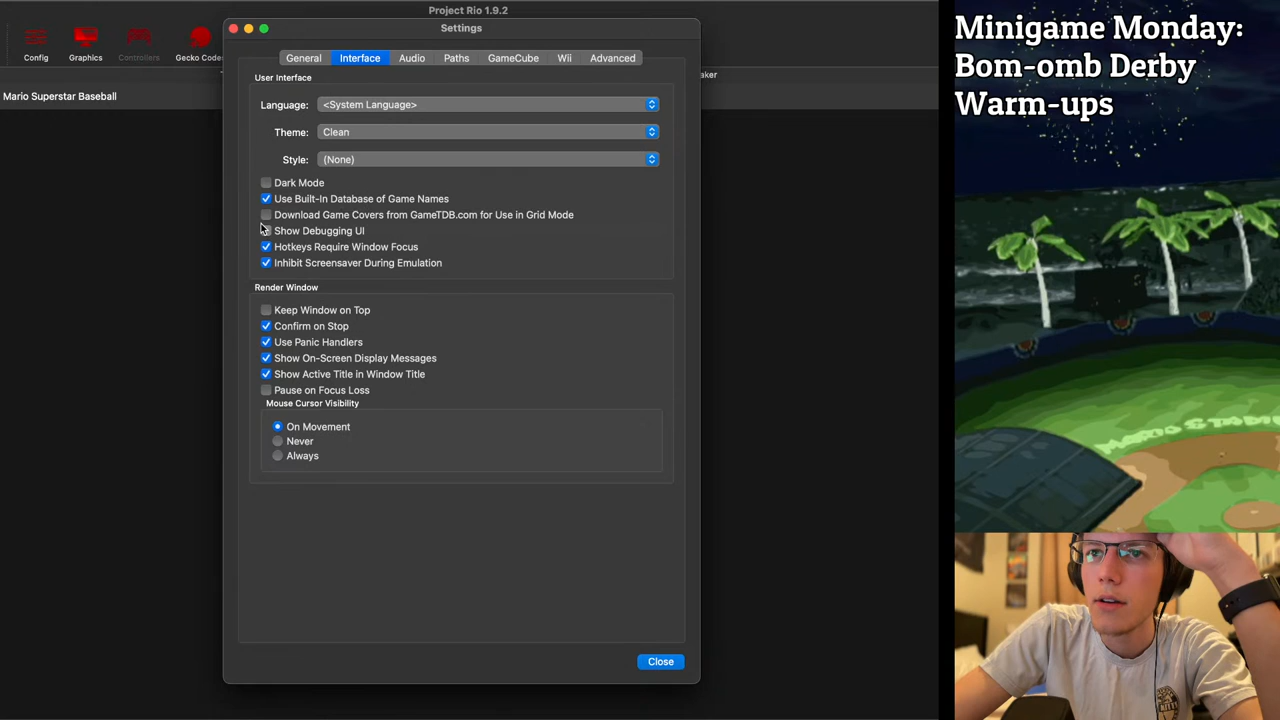 Project Rio 1.9.2
Settings
Minigame Monday:
Bom-omb Derby
Warm-ups
Config
Graphics
Controllers
Gecko Codes
General
Interface
Audio
Paths
GameCube
Wii
Advanced
User Interface
Mario Superstar Baseball
Language:
<System Language>
Theme:
Clean
Style:
(None)
Dark Mode
Use Built-In Database of Game Names
Download Game Covers from GameTDB.com for Use in Grid Mode
Show Debugging UI
Hotkeys Require Window Focus
Inhibit Screensaver During Emulation
Render Window
Keep Window on Top
Confirm on Stop
Use Panic Handlers
Show On-Screen Display Messages
Show Active Title in Window Title
Pause on Focus Loss
Mouse Cursor Visibility
On Movement
Never
Always
Close